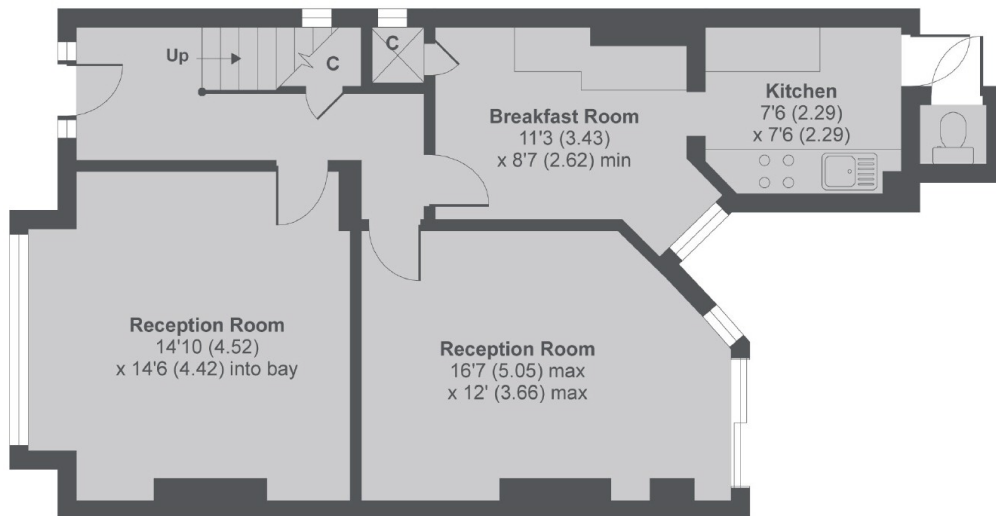 Up
C
C
Breakfast Room
11'3 (3.43)
x 8'7 (2.62) min
Kitchen
7'6 (2.29)
x 7'6 (2.29)
Reception Room
14'10 (4.52)
x 14'6 (4.42) into bay
Reception Room
16'7 (5.05) max
x 12' (3.66) max